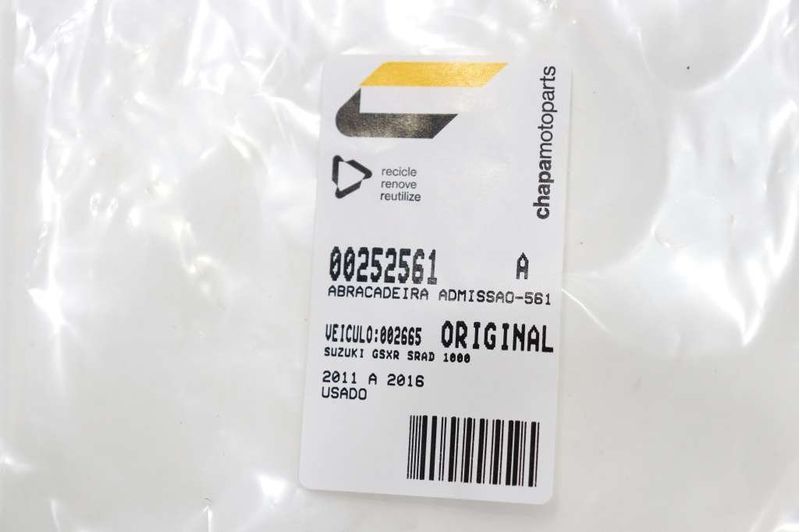 chapamotoparts
recicle
renove
reutilize
00252561 A
ABRACADEIRA ADMISSAO-561
VEICULO:002665 ORIGINAL
SUZUKI GSXR SRAD 1000
2011 A 2016
USADO